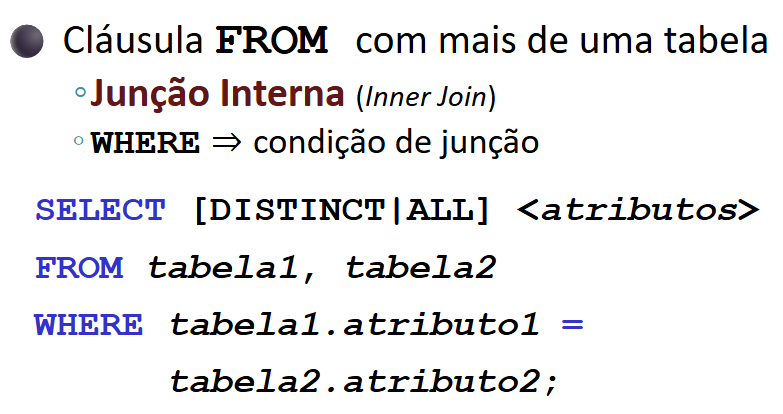 Cláusula FROM com mais de uma tabela
Junção Interna (Inner Join)
WHERE ⇒ condição de junção
SELECT [DISTINCT|ALL] <atributos>
FROM tabela1, tabela2
WHERE tabela1.atributo1 =
tabela2.atributo2;